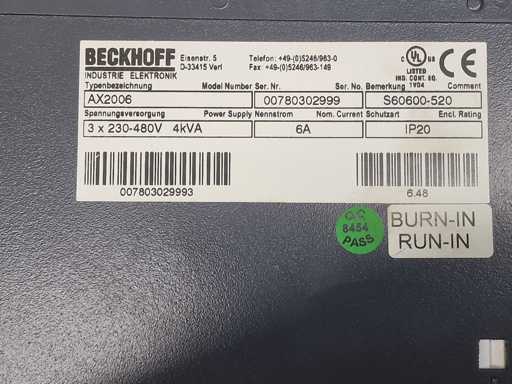 BECKHOFF
Eisenstr. 5
D-33415 Verl
Telefon: +49-(0)5246/963-0
Fax: +49-(0)5246/963-149
INDUSTRIE ELEKTRONIK
C UL US
LISTED
IND. CONT. EQ.
1V04
CE
Typenbezeichnung Model Number Ser. Nr. Ser. No. Bemerkung Comment
AX2006 00780302999 S60600-520
Spannungsversorgung Power Supply Nennstrom Nom. Current Schutzart Encl. Rating
3 x 230-480V 4kVA 6A IP20
007803029993 6.48
QC
8454
PASS
BURN-IN
RUN-IN